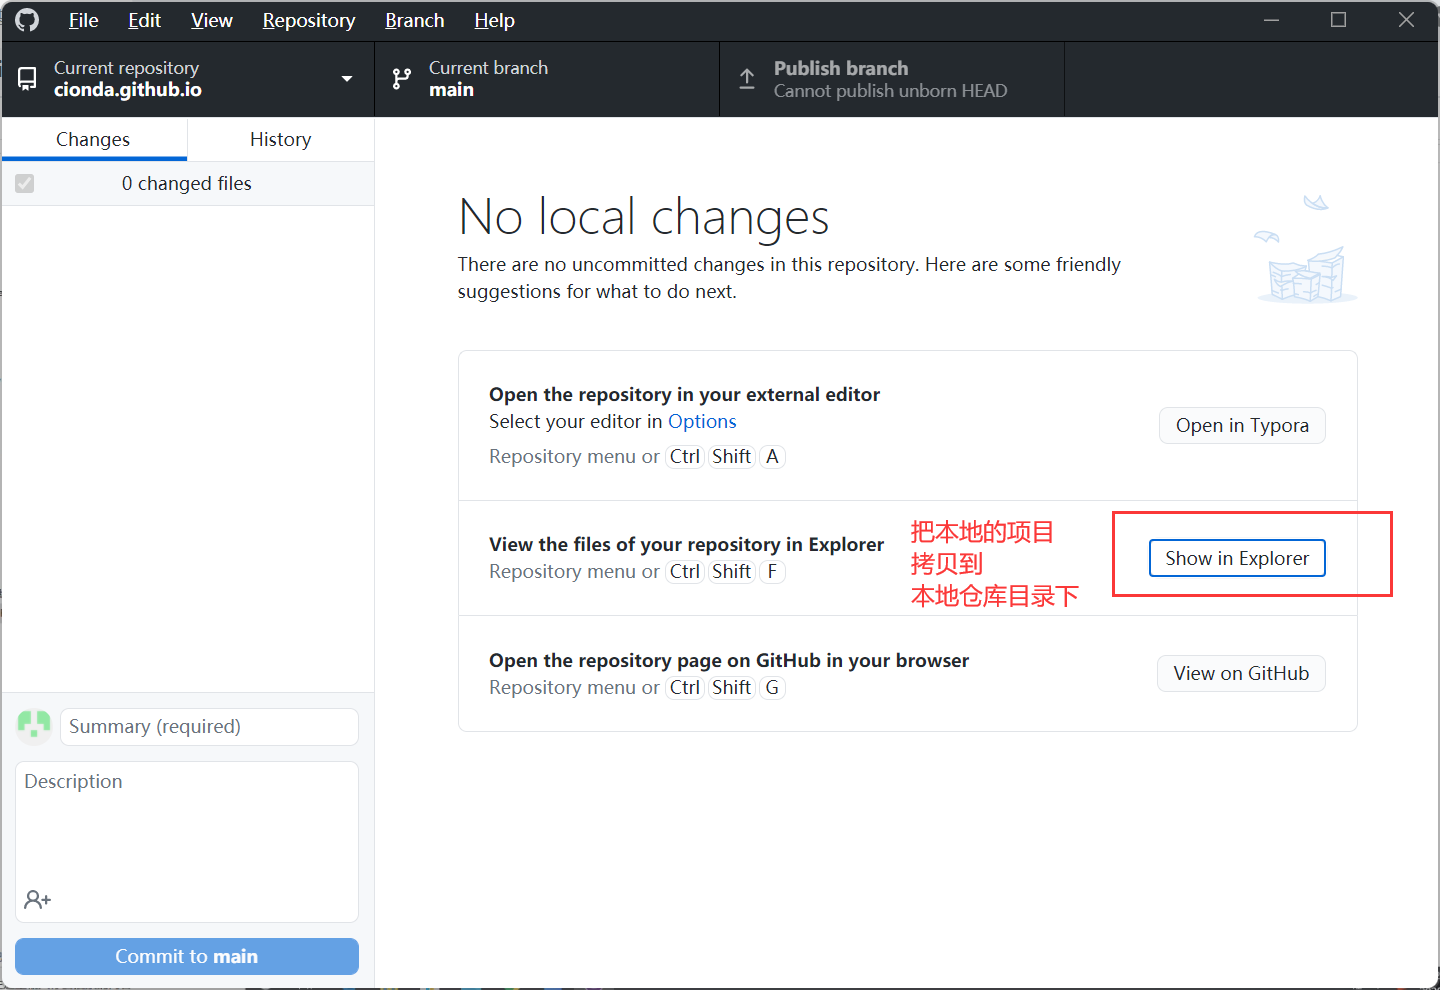 File Edit View Repository Branch Help
Current repository
cionda.github.io
Current branch
main
Publish branch
Cannot publish unborn HEAD
Changes
History
0 changed files
No local changes
There are no uncommitted changes in this repository. Here are some friendly
suggestions for what to do next.
Open the repository in your external editor
Select your editor in Options
Repository menu or Ctrl Shift A
Open in Typora
View the files of your repository in Explorer
Repository menu or Ctrl Shift F
把本地的项目
拷贝到
本地仓库目录下
Show in Explorer
Open the repository page on GitHub in your browser
Repository menu or Ctrl Shift G
View on GitHub
Summary (required)
Description
Commit to main